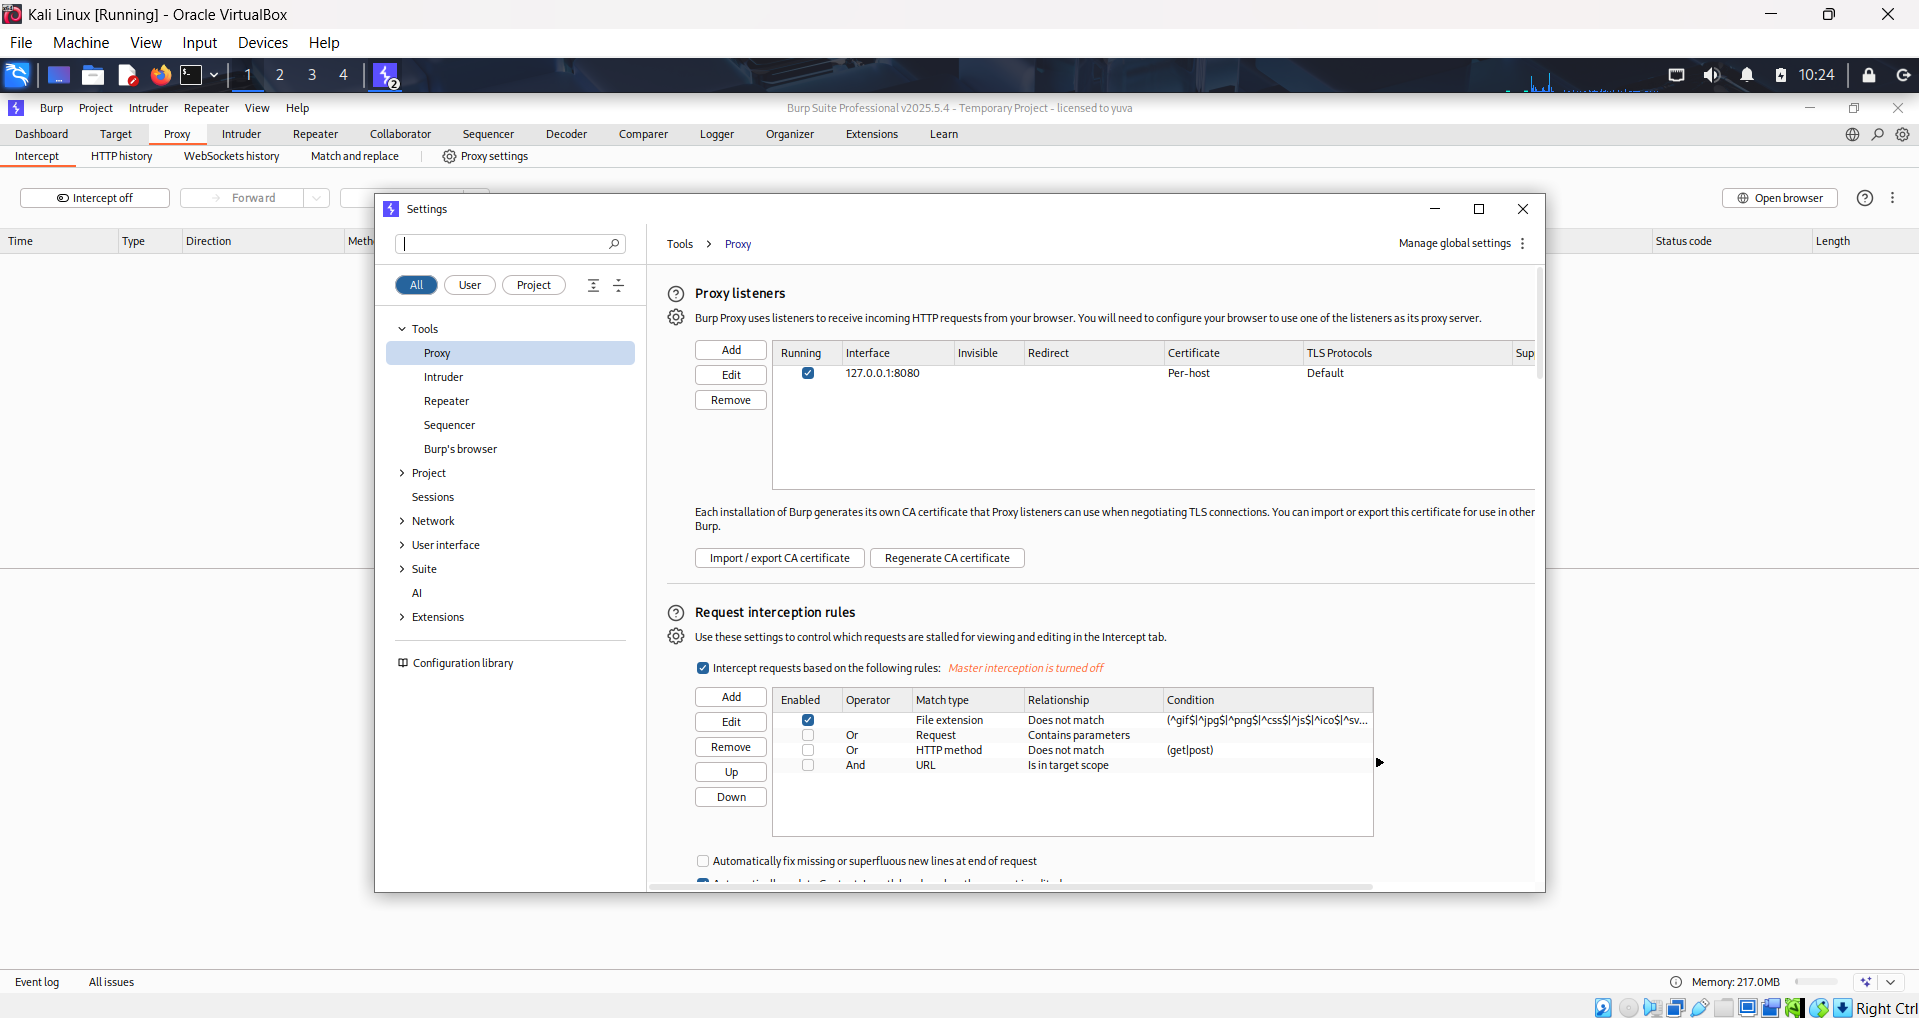 Kali Linux [Running] - Oracle VirtualBox
File Machine View Input Devices Help
1 2 3 4 2 10:24
Burp Project Intruder Repeater View Help Burp Suite Professional v2025.5.4 - Temporary Project - licensed to yuva
Dashboard Target Proxy Intruder Repeater Collaborator Sequencer Decoder Comparer Logger Organizer Extensions Learn
Intercept HTTP history WebSockets history Match and replace Proxy settings
Intercept off Forward Open browser
Time Type Direction Meth Status code Length
Settings
Tools > Proxy Manage global settings
All User Project
Tools
Proxy
Intruder
Repeater
Sequencer
Burp's browser
Project
Sessions
Network
User interface
Suite
AI
Extensions
Configuration library
Proxy listeners
Burp Proxy uses listeners to receive incoming HTTP requests from your browser. You will need to configure your browser to use one of the listeners as its proxy server.
Add Running Interface Invisible Redirect Certificate TLS Protocols Sup
Edit 127.0.0.1:8080 Per-host Default
Remove
Each installation of Burp generates its own CA certificate that Proxy listeners can use when negotiating TLS connections. You can import or export this certificate for use in other
Burp.
Import / export CA certificate Regenerate CA certificate
Request interception rules
Use these settings to control which requests are stalled for viewing and editing in the Intercept tab.
Intercept requests based on the following rules: Master interception is turned off
Add Enabled Operator Match type Relationship Condition
Edit File extension Does not match (^gif$|^jpg$|^png$|^css$|^js$|^ico$|^sv...
Or Request Contains parameters
Remove Or HTTP method Does not match (get|post)
Up And URL Is in target scope
Down
Automatically fix missing or superfluous new lines at end of request
Event log All issues Memory: 217.0MB
Right Ctrl